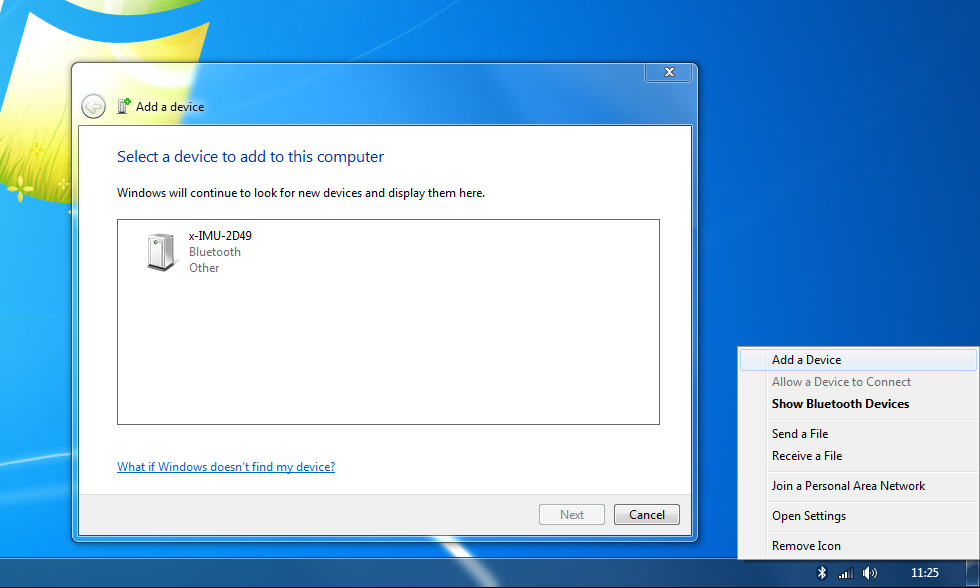 Add a device
Select a device to add to this computer
Windows will continue to look for new devices and display them here.
x-IMU-2D49
Bluetooth
Other
What if Windows doesn't find my device?
Next
Cancel
Add a Device
Allow a Device to Connect
Show Bluetooth Devices
Send a File
Receive a File
Join a Personal Area Network
Open Settings
Remove Icon
11:25